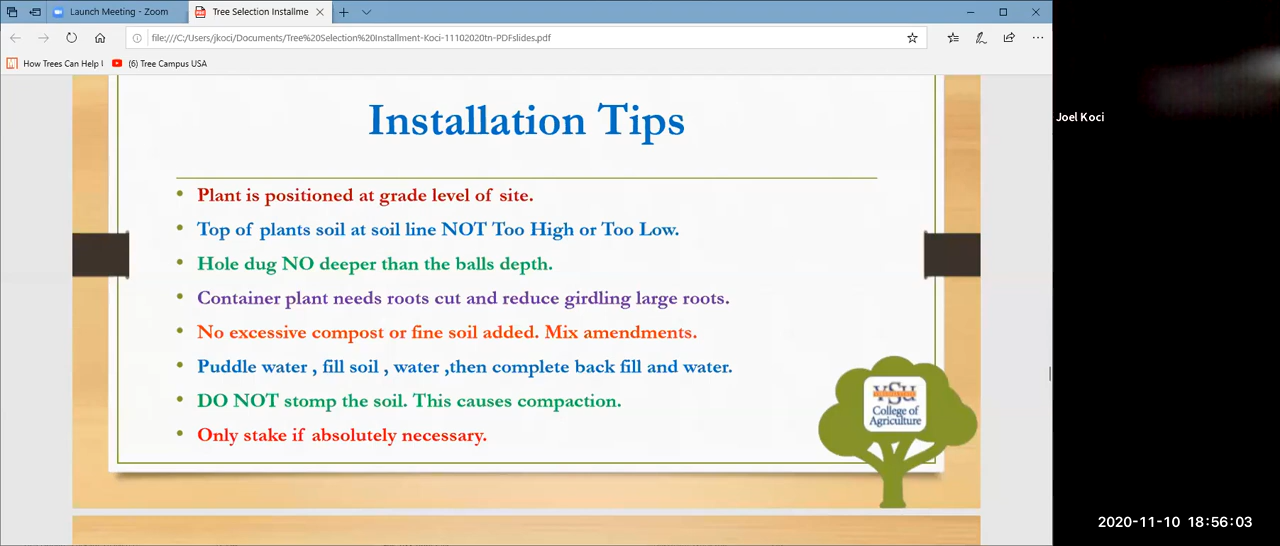 Launch Meeting - Zoom
Tree Selection Installme
file:///C:/Users/jkoci/Documents/Tree%20Selection%20Installment-Koci-11102020tn-PDFslides.pdf
How Trees Can Help
(6) Tree Campus USA
Installation Tips
• Plant is positioned at grade level of site.
• Top of plants soil at soil line NOT Too High or Too Low.
• Hole dug NO deeper than the balls depth.
• Container plant needs roots cut and reduce girdling large roots.
• No excessive compost or fine soil added. Mix amendments.
• Puddle water , fill soil , water ,then complete back fill and water.
• DO NOT stomp the soil. This causes compaction.
• Only stake if absolutely necessary.
VSU
College of
Agriculture
Joel Koci
2020-11-10 18:56:03